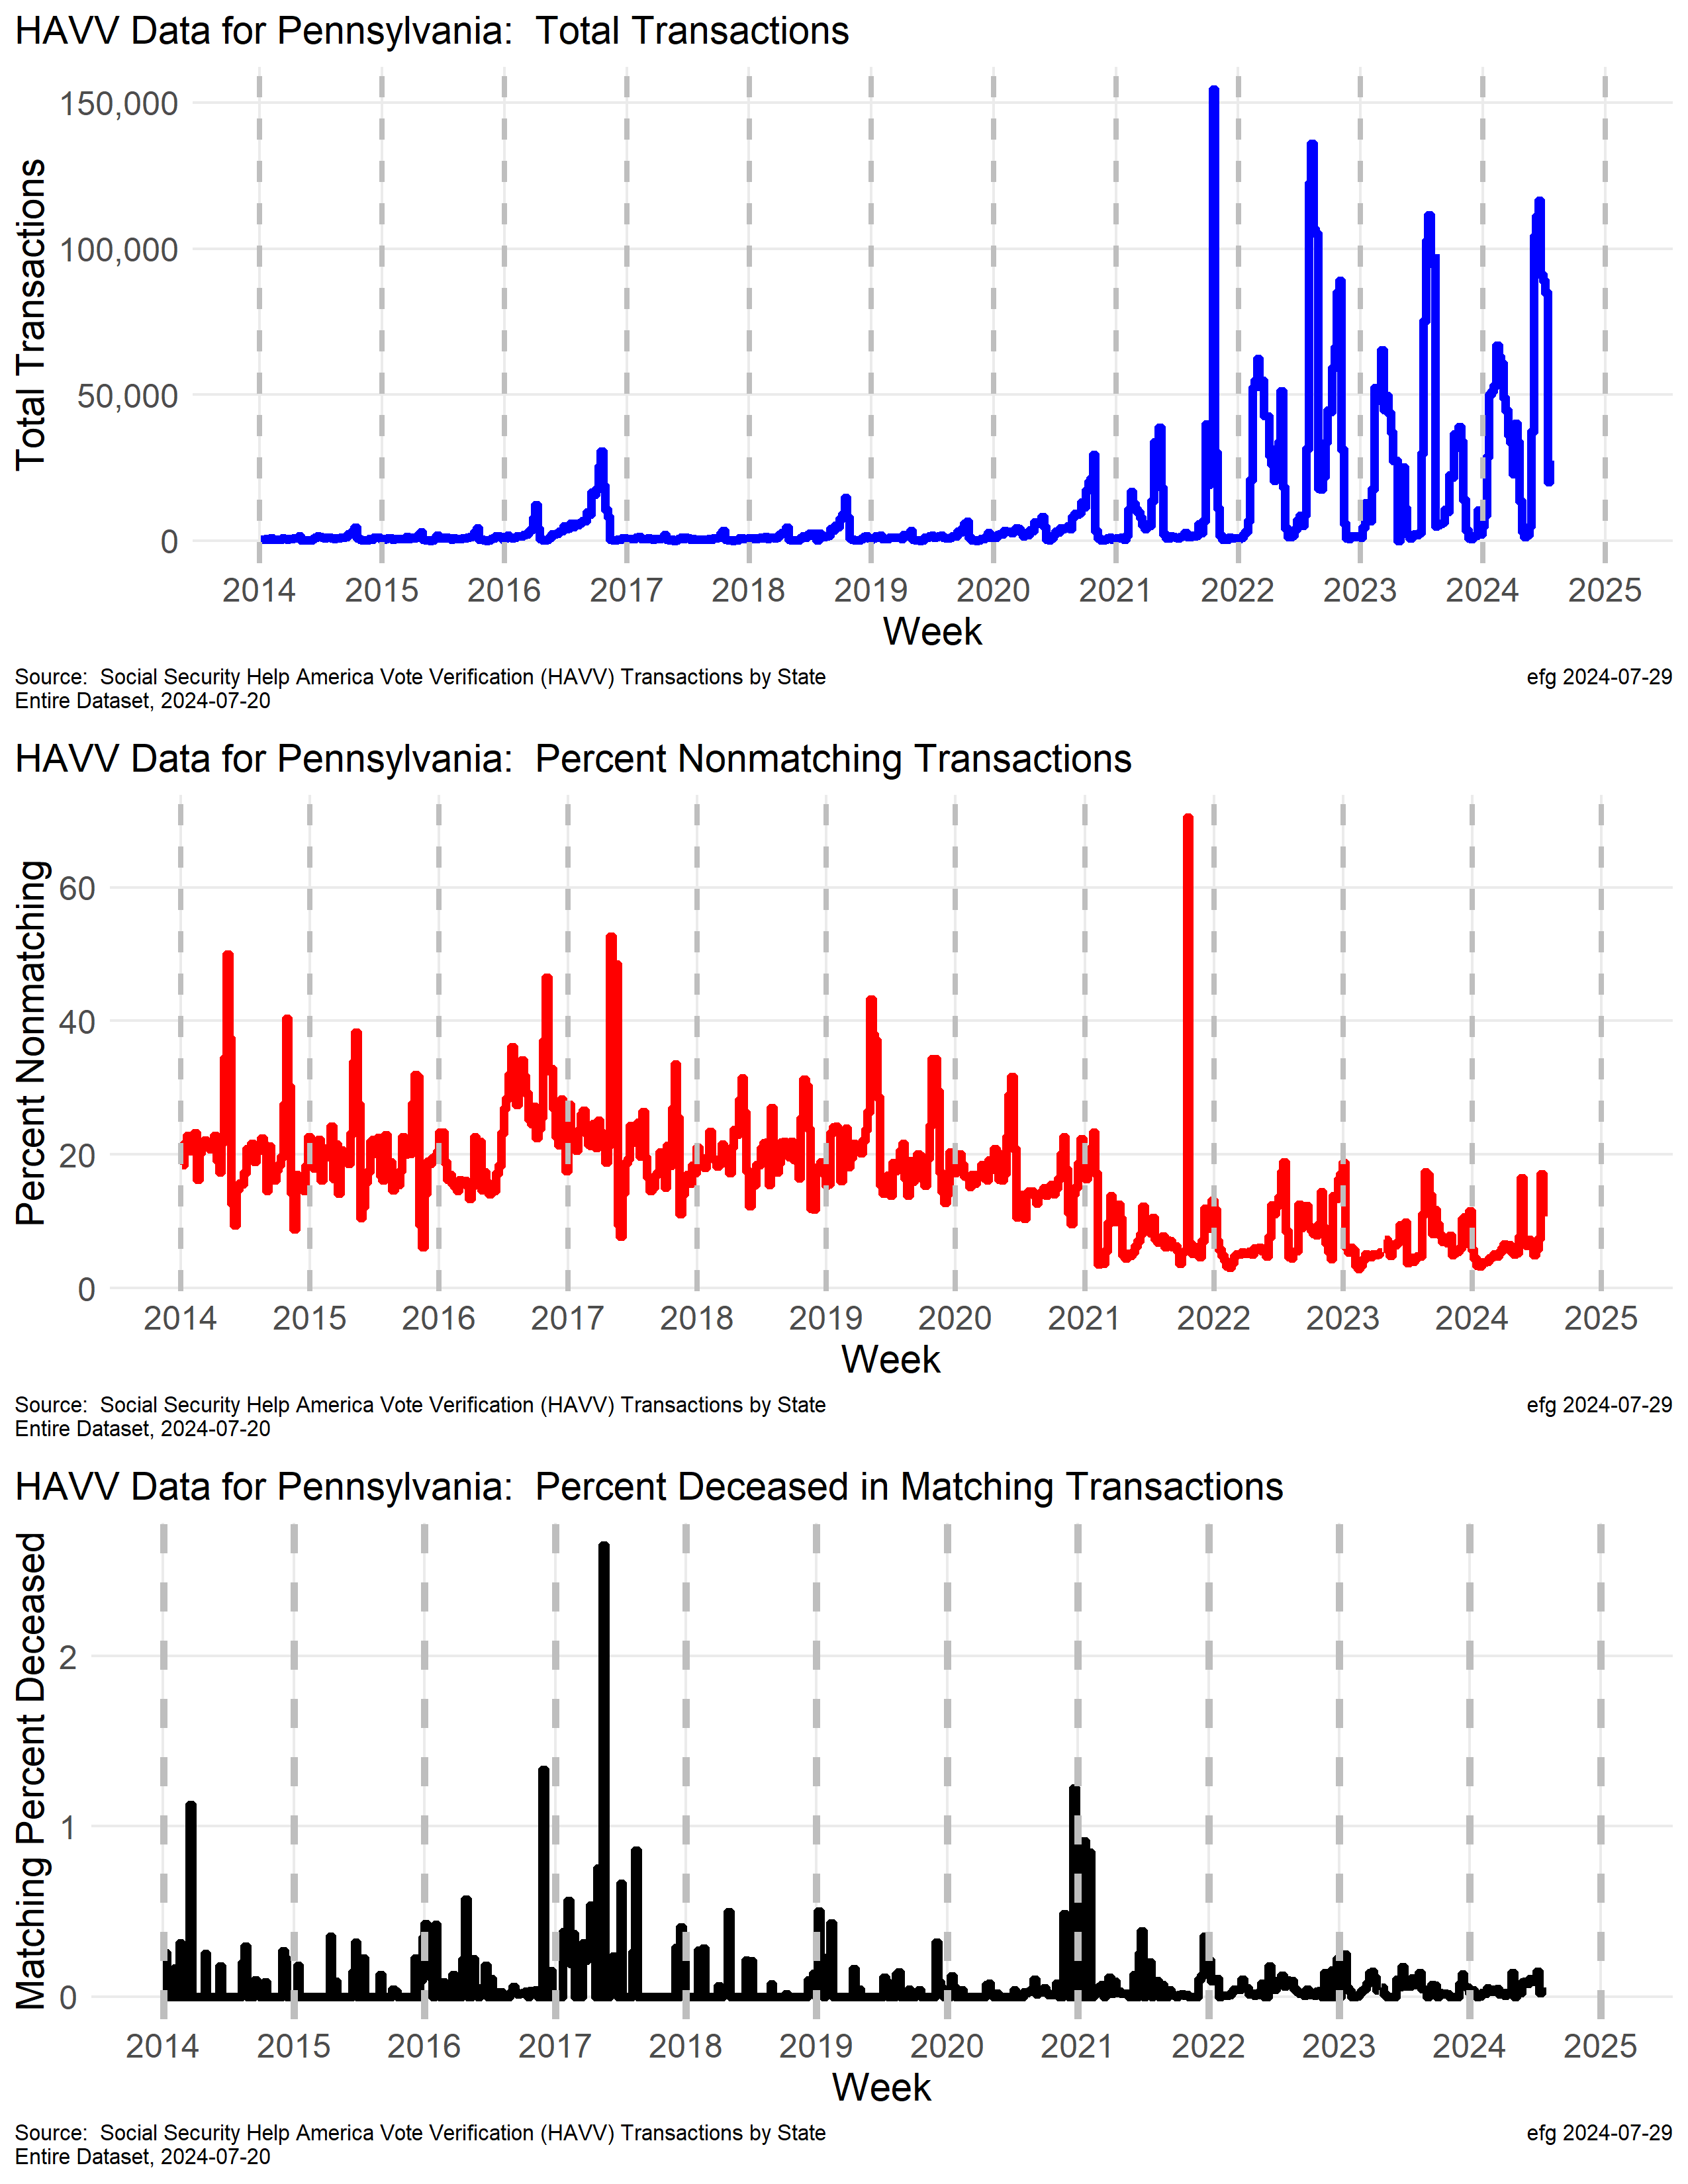 HAVV Data for Pennsylvania:  Total Transactions
Total Transactions
150,000
100,000
50,000
0
2014 2015 2016 2017 2018 2019 2020 2021 2022 2023 2024 2025
Week
Source:  Social Security Help America Vote Verification (HAVV) Transactions by State
Entire Dataset, 2024-07-20
efg 2024-07-29
HAVV Data for Pennsylvania:  Percent Nonmatching Transactions
Percent Nonmatching
60
40
20
0
2014 2015 2016 2017 2018 2019 2020 2021 2022 2023 2024 2025
Week
Source:  Social Security Help America Vote Verification (HAVV) Transactions by State
Entire Dataset, 2024-07-20
efg 2024-07-29
HAVV Data for Pennsylvania:  Percent Deceased in Matching Transactions
Matching Percent Deceased
2
1
0
2014 2015 2016 2017 2018 2019 2020 2021 2022 2023 2024 2025
Week
Source:  Social Security Help America Vote Verification (HAVV) Transactions by State
Entire Dataset, 2024-07-20
efg 2024-07-29